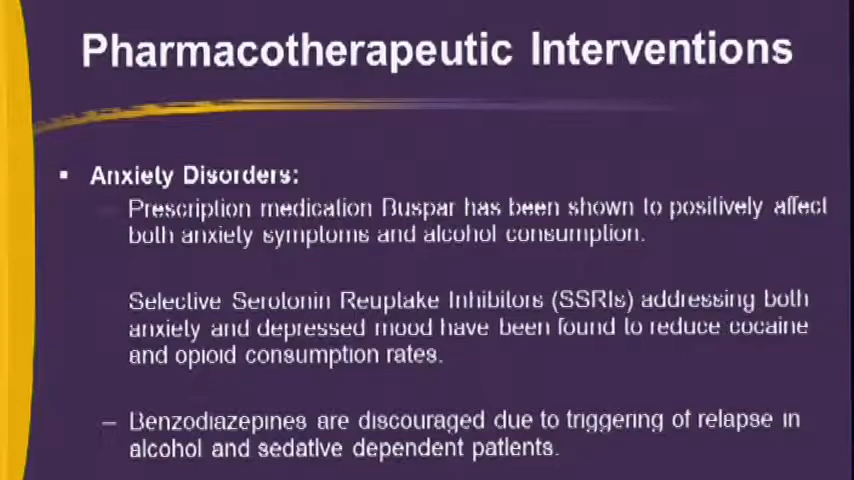 Pharmacotherapeutic Interventions
▪ Anxiety Disorders:
– Prescription medication Buspar has been shown to positively affect
both anxiety symptoms and alcohol consumption.
Selective Serotonin Reuptake Inhibitors (SSRIs) addressing both
anxiety and depressed mood have been found to reduce cocaine
and opioid consumption rates.
– Benzodiazepines are discouraged due to triggering of relapse in
alcohol and sedative dependent patients.